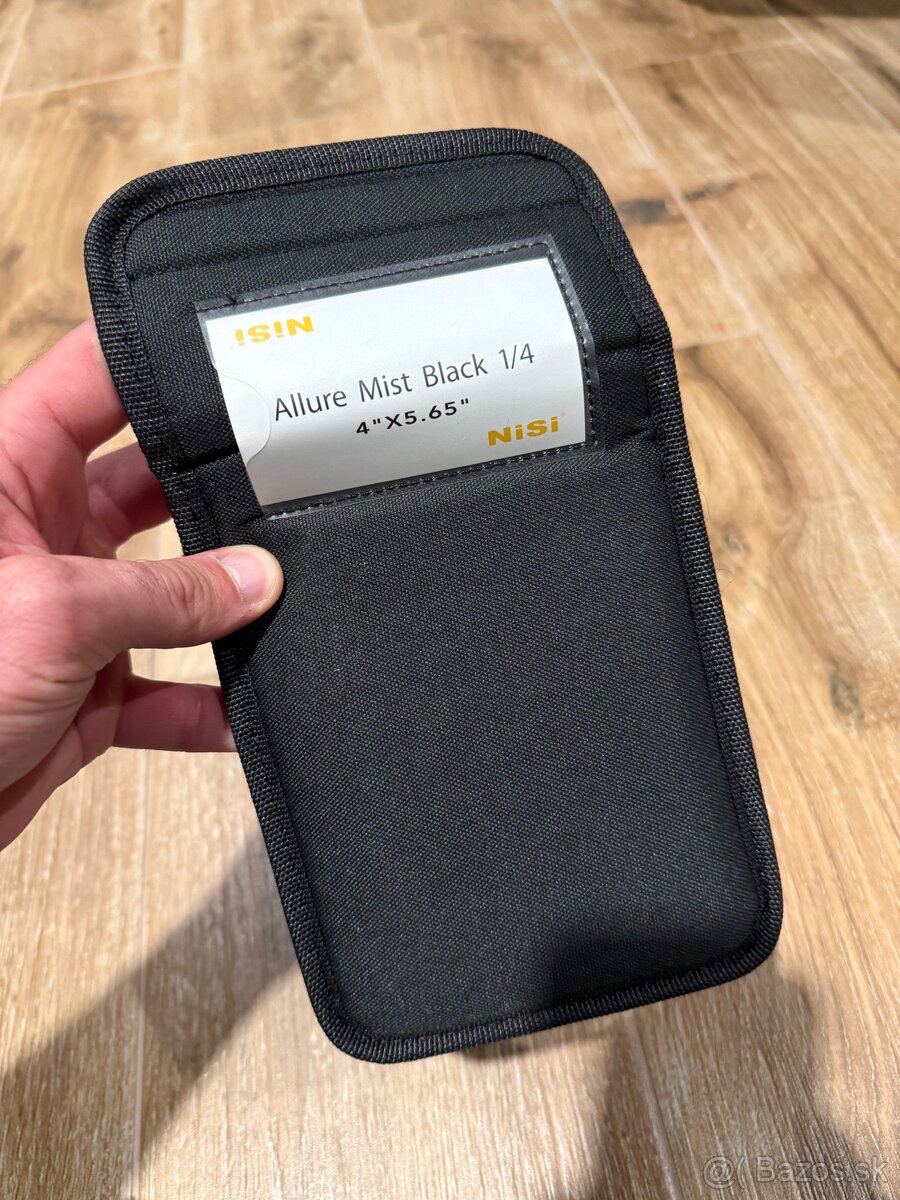 NiSi
Allure Mist Black 1/4
4"X5.65"
NiSi
@( Bazos.sk